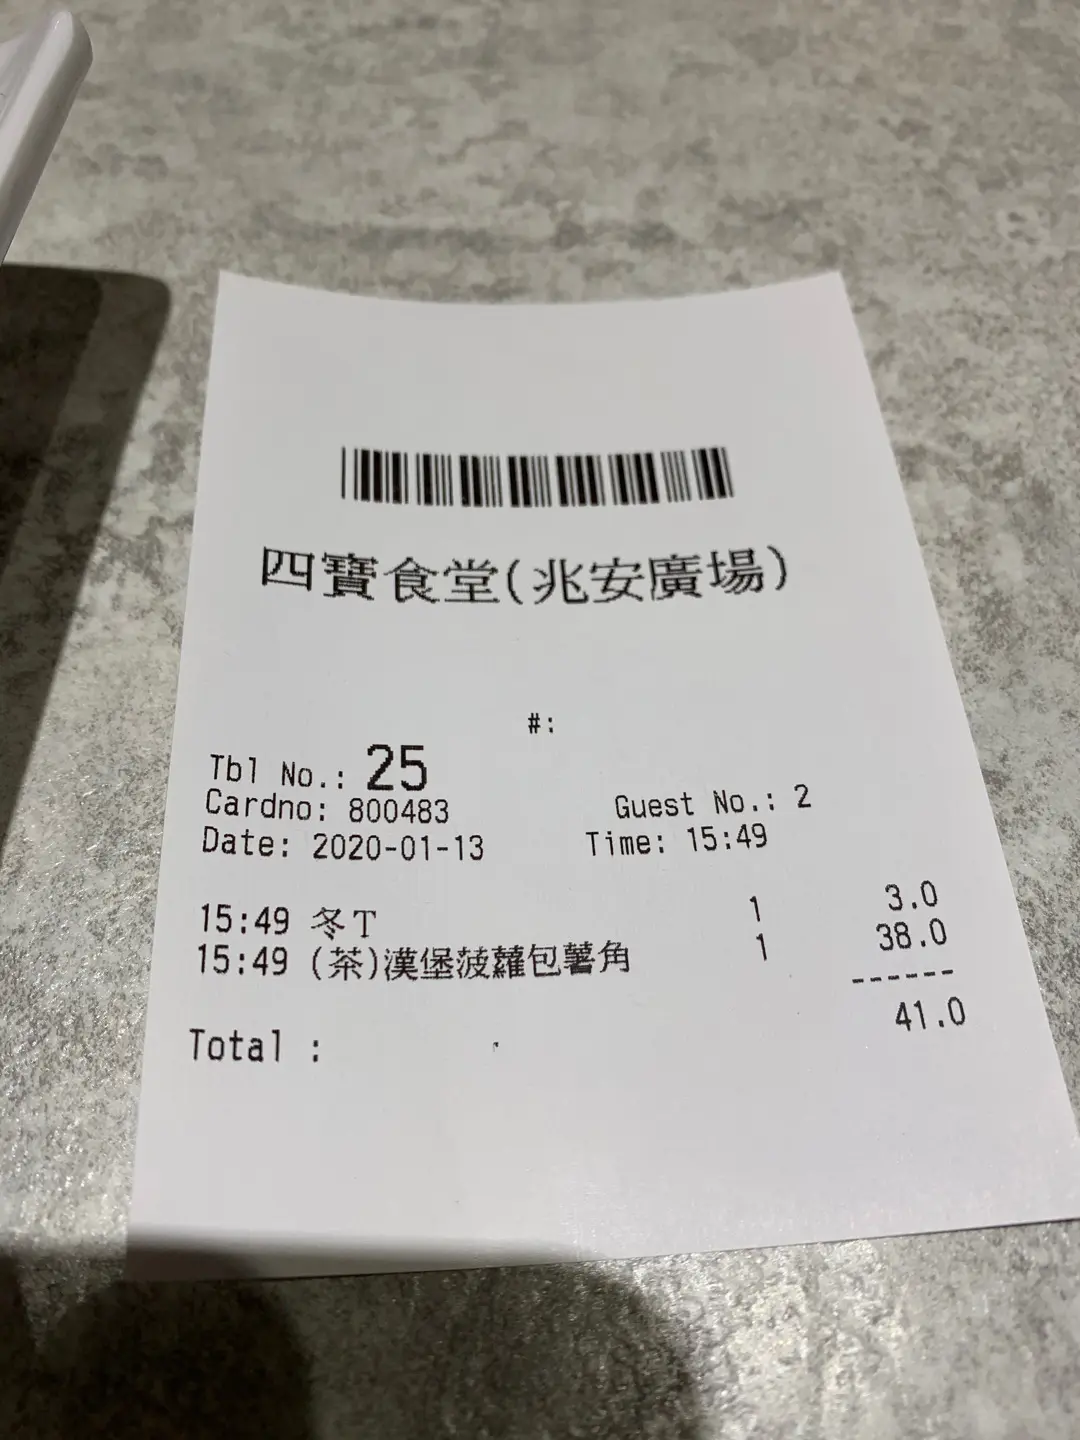 四寶食堂(兆安廣場)
#:
Tbl No.: 25
Cardno: 800483 Guest No.: 2
Date: 2020-01-13 Time: 15:49
15:49 冬T 1 3.0
15:49 (茶)漢堡菠蘿包薯角 1 38.0
------
Total : 41.0